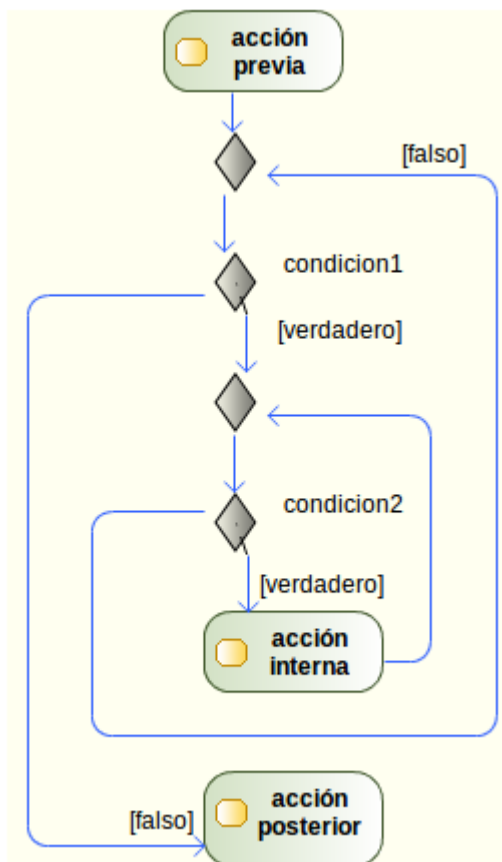 acción
previa
[falso]
condicion1
[verdadero]
condicion2
[verdadero]
acción
interna
acción
posterior
[falso]